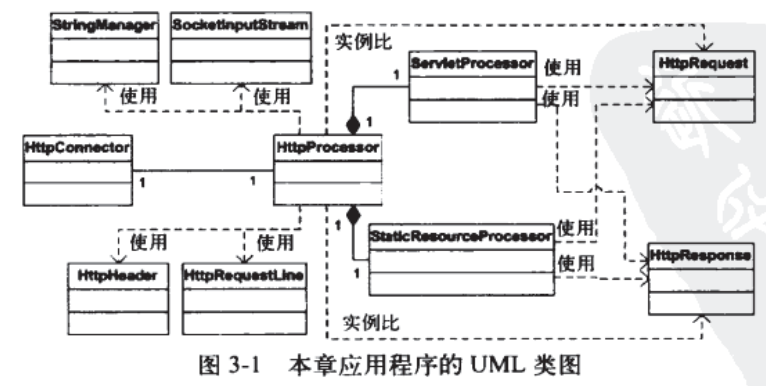 StringManager
SocketInputStream
实例比
ServletProcessor
使用
HttpRequest
使用
使用
1
使用
1
HttpConnector
HttpProcessor
1
1
1
StaticResourceProcessor
使用
使用
使用
1
使用
HttpResponse
HttpHeader
HttpRequestLine
实例比
图 3-1 本章应用程序的 UML 类图